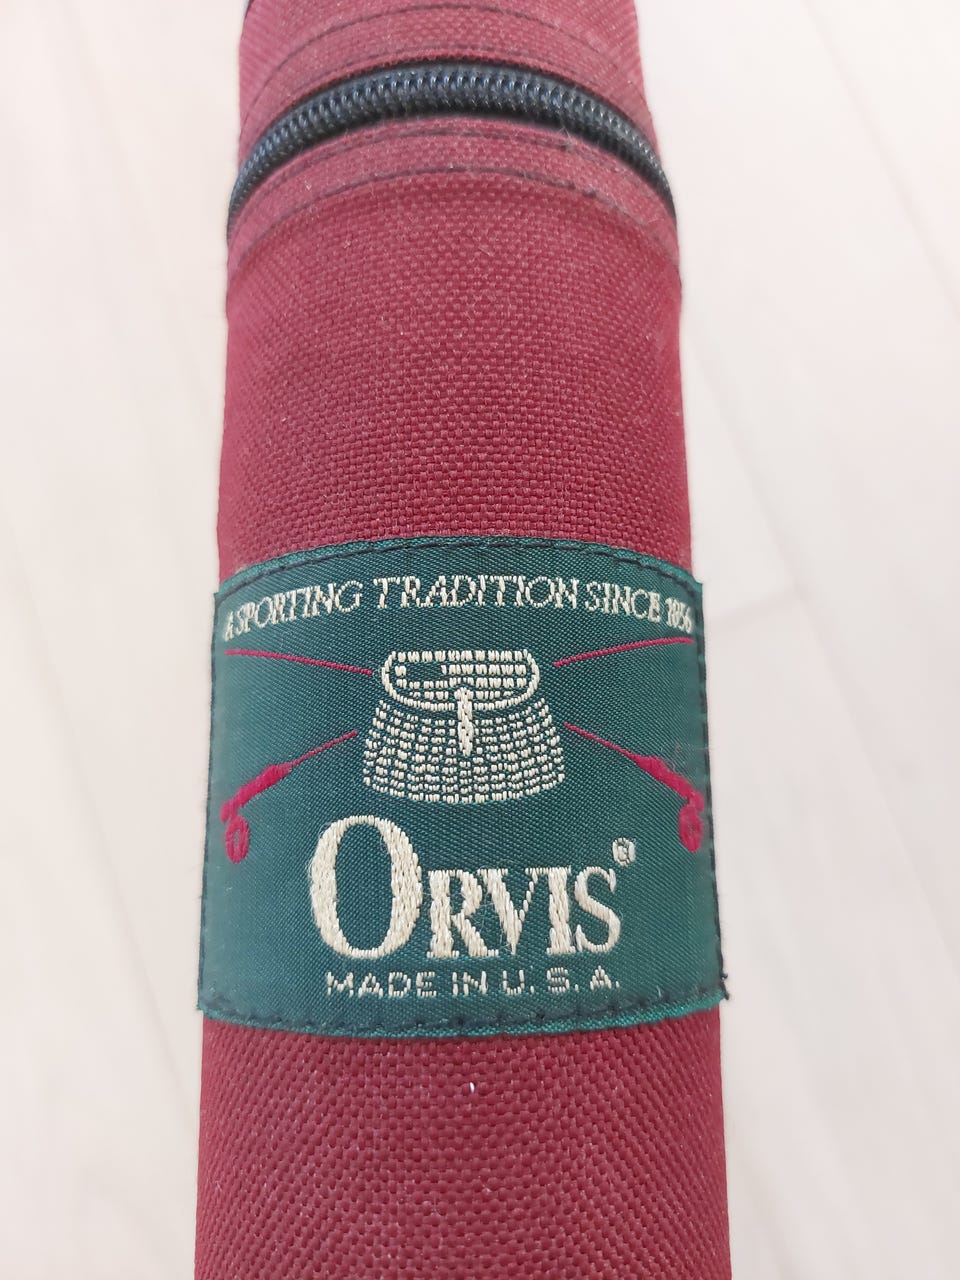 A SPORTING TRADITION SINCE 1856
ORVIS®
MADE IN U.S.A.